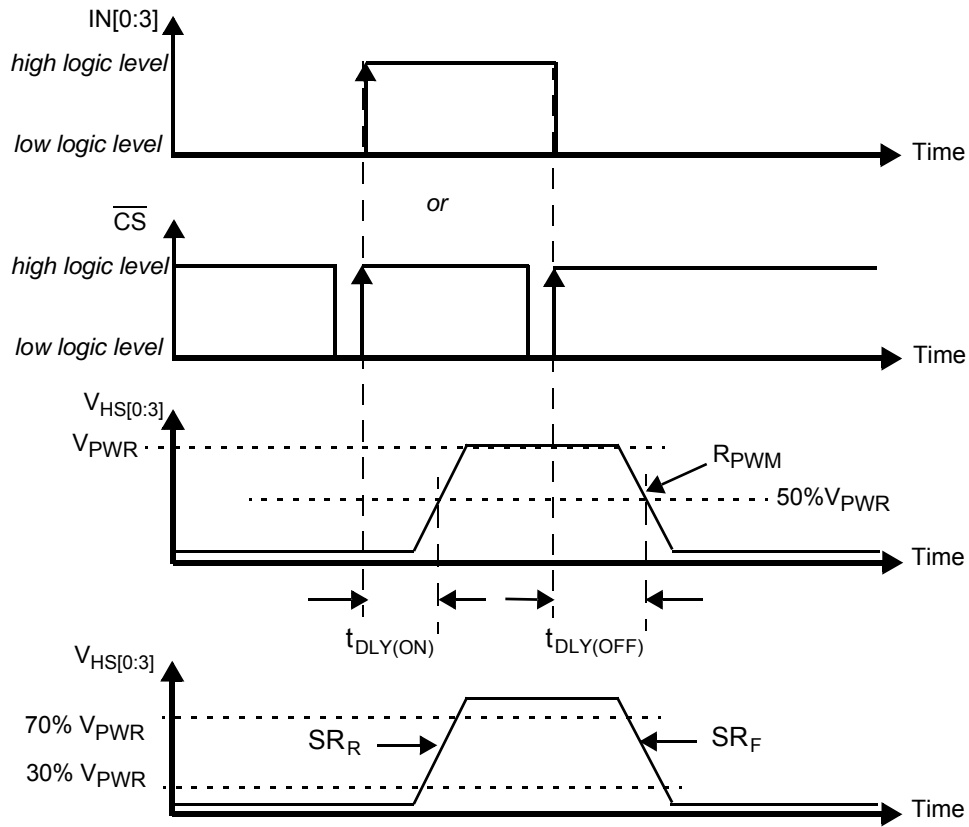 IN[0:3]
high logic level
low logic level
Time
or
CS
high logic level
low logic level
Time
VHS[0:3]
VPWR
RPWM
50%VPWR
Time
tDLY(ON)
tDLY(OFF)
VHS[0:3]
70% VPWR
SRR
SRF
30% VPWR
Time